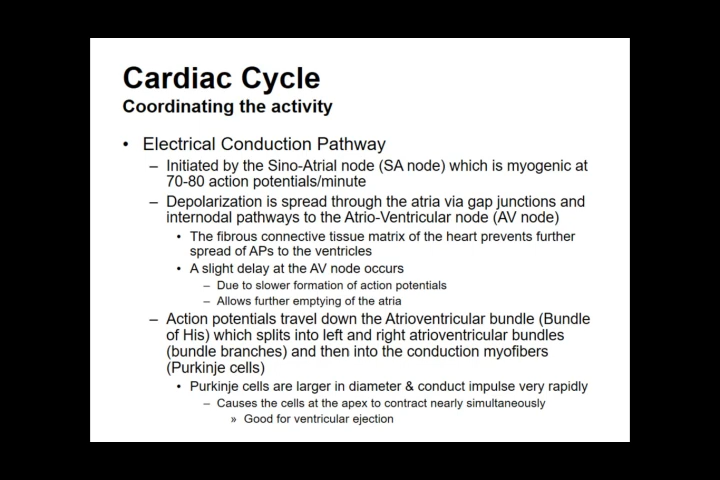 Cardiac Cycle
Coordinating the activity
• Electrical Conduction Pathway
– Initiated by the Sino-Atrial node (SA node) which is myogenic at
70-80 action potentials/minute
– Depolarization is spread through the atria via gap junctions and
internodal pathways to the Atrio-Ventricular node (AV node)
• The fibrous connective tissue matrix of the heart prevents further
spread of APs to the ventricles
• A slight delay at the AV node occurs
– Due to slower formation of action potentials
– Allows further emptying of the atria
– Action potentials travel down the Atrioventricular bundle (Bundle
of His) which splits into left and right atrioventricular bundles
(bundle branches) and then into the conduction myofibers
(Purkinje cells)
• Purkinje cells are larger in diameter & conduct impulse very rapidly
– Causes the cells at the apex to contract nearly simultaneously
» Good for ventricular ejection